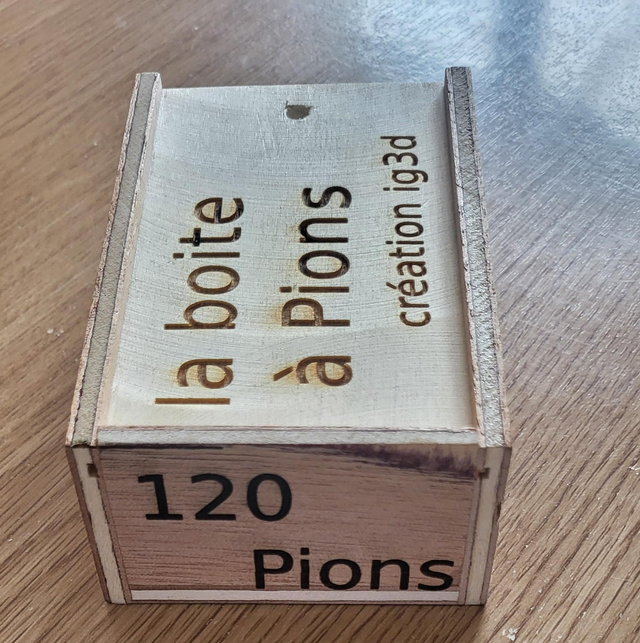 la boite
à Pions
création ig3d
120
Pions